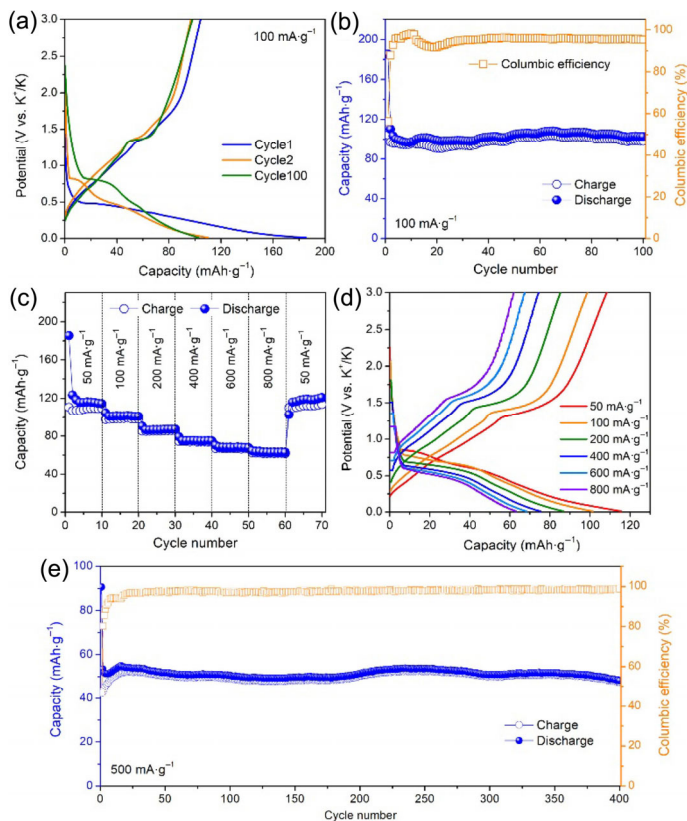 (a)
100 mA·g⁻¹
Potential (V vs. K⁺/K)
3.0
2.5
2.0
1.5
1.0
0.5
0.0
Cycle1
Cycle2
Cycle100
0 40 80 120 160 200
Capacity (mAh·g⁻¹)
(b)
Capacity (mAh·g⁻¹)
200
160
120
80
40
0
Columbic efficiency
Charge
Discharge
100 mA·g⁻¹
100
80
60
40
20
0
Columbic efficiency (%)
0 20 40 60 80 100
Cycle number
(c)
Capacity (mAh·g⁻¹)
240
200
160
120
80
40
0
Charge Discharge
50 mA·g⁻¹
100 mA·g⁻¹
200 mA·g⁻¹
400 mA·g⁻¹
600 mA·g⁻¹
800 mA·g⁻¹
50 mA·g⁻¹
0 10 20 30 40 50 60 70
Cycle number
(d)
Potential (V vs. K⁺/K)
3.0
2.5
2.0
1.5
1.0
0.5
0.0
50 mA·g⁻¹
100 mA·g⁻¹
200 mA·g⁻¹
400 mA·g⁻¹
600 mA·g⁻¹
800 mA·g⁻¹
0 20 40 60 80 100 120
Capacity (mAh·g⁻¹)
(e)
Capacity (mAh·g⁻¹)
100
80
60
40
20
0
Charge
Discharge
500 mA·g⁻¹
100
80
60
40
20
0
Columbic efficiency (%)
0 50 100 150 200 250 300 350 400
Cycle number